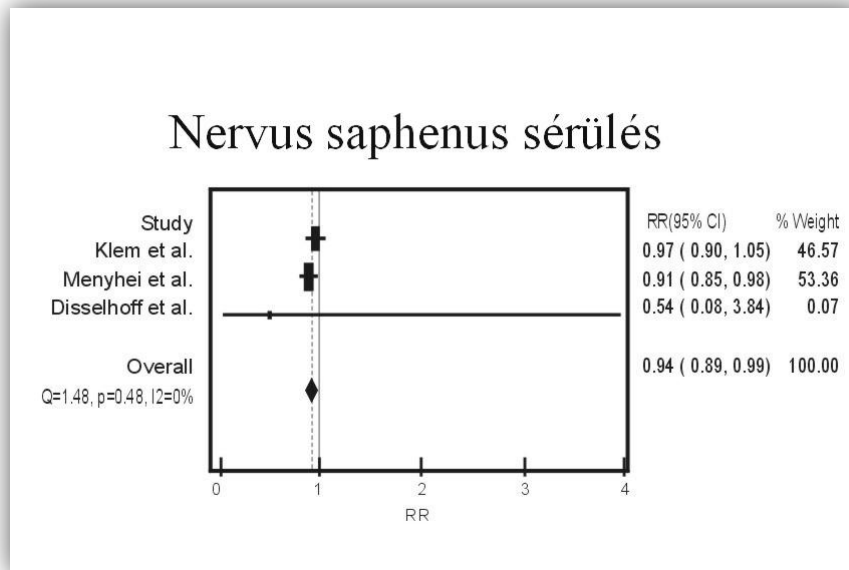 Nervus saphenus sérülés
Study RR(95% CI) % Weight
Klem et al. 0.97 ( 0.90, 1.05) 46.57
Menyhei et al. 0.91 ( 0.85, 0.98) 53.36
Disselhoff et al. 0.54 ( 0.08, 3.84) 0.07
Overall 0.94 ( 0.89, 0.99) 100.00
Q=1.48, p=0.48, I2=0%
0 1 2 3 4
RR